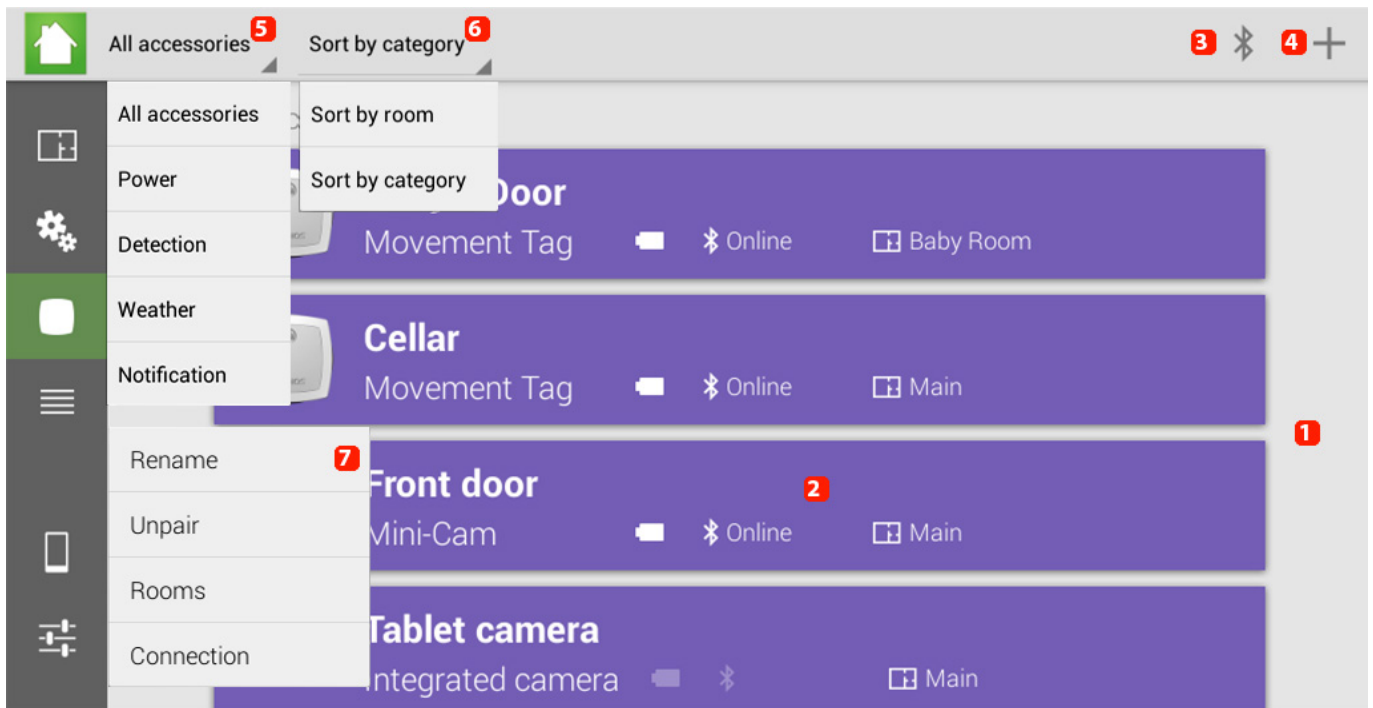 All accessories 5
Sort by category 6
3
4
All accessories
Power
Detection
Weather
Notification
Sort by room
Sort by category
Door
Movement Tag
Online
Baby Room
Cellar
Movement Tag
Online
Main
1
Rename 7
Unpair
Rooms
Connection
Front door
2
Mini-Cam
Online
Main
Tablet camera
Integrated camera
Main